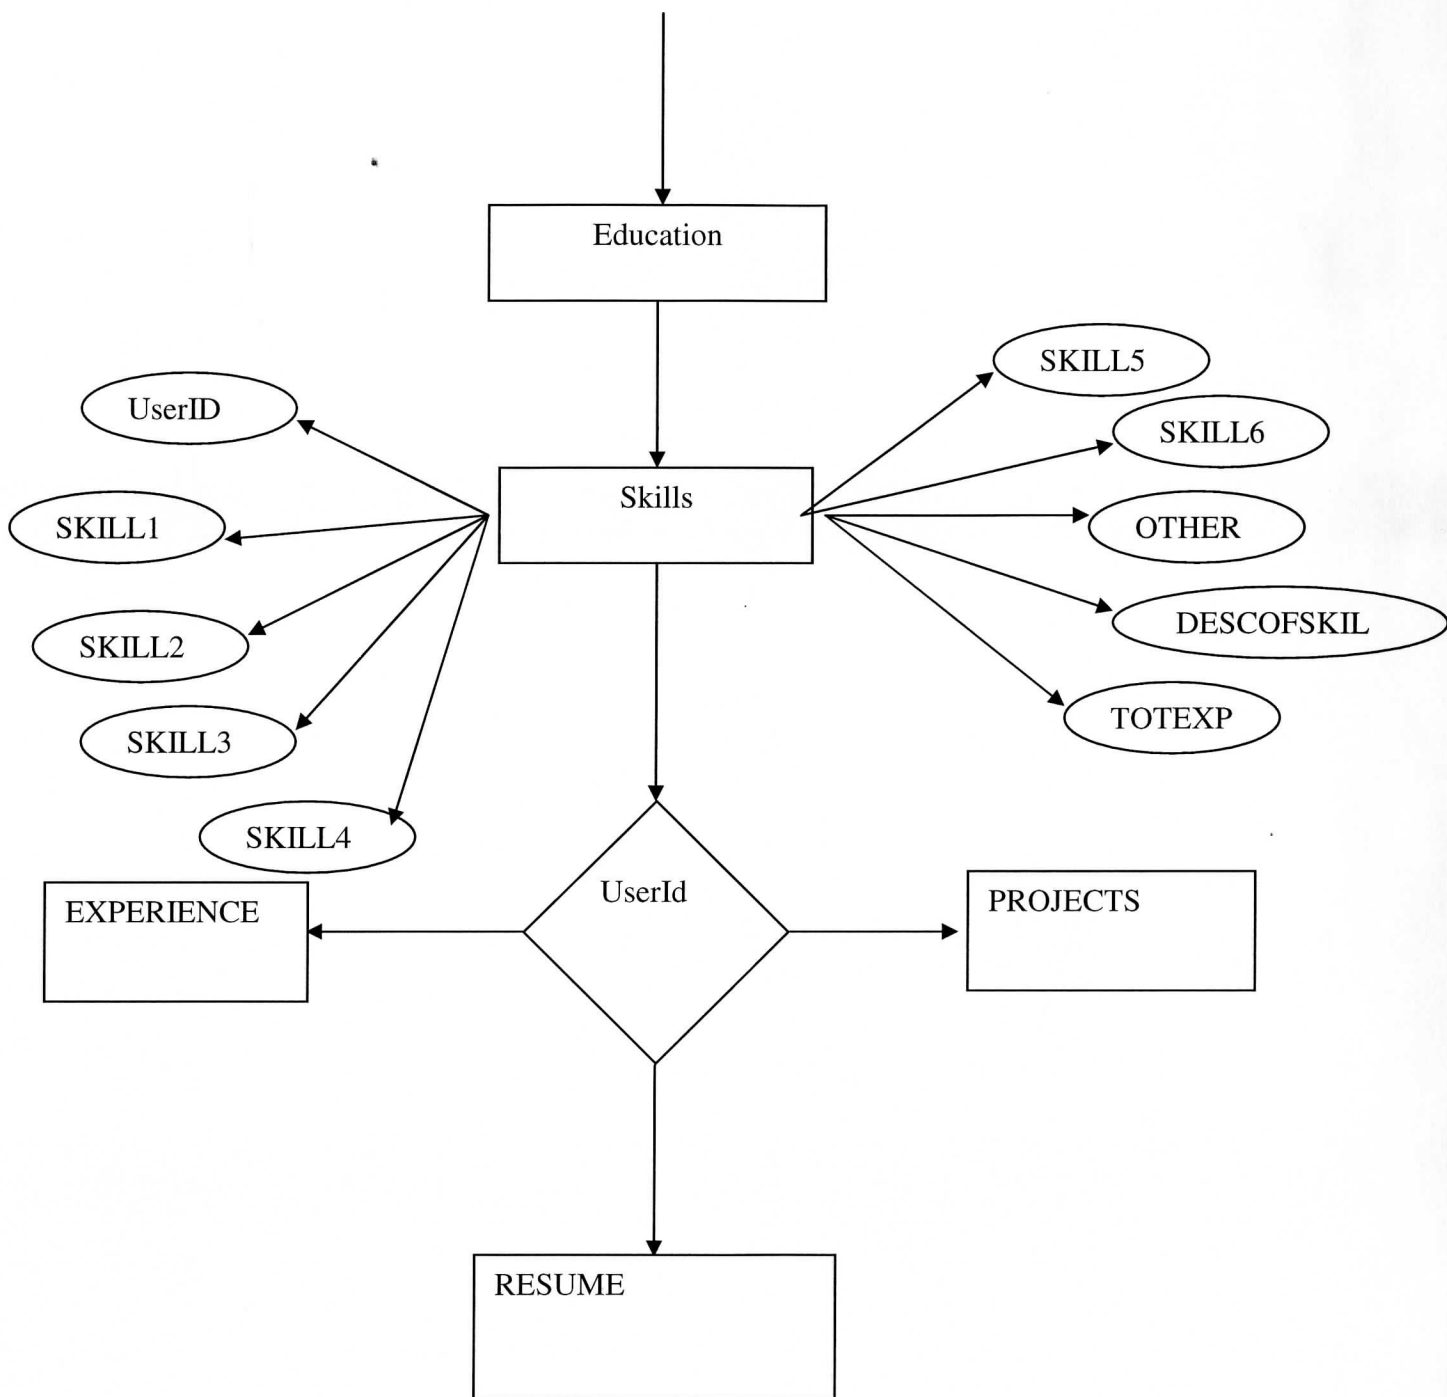 Education
SKILL5
UserID
SKILL6
Skills
SKILL1
OTHER
SKILL2
DESCOFSKIL
SKILL3
TOTEXP
SKILL4
UserId
EXPERIENCE
PROJECTS
RESUME